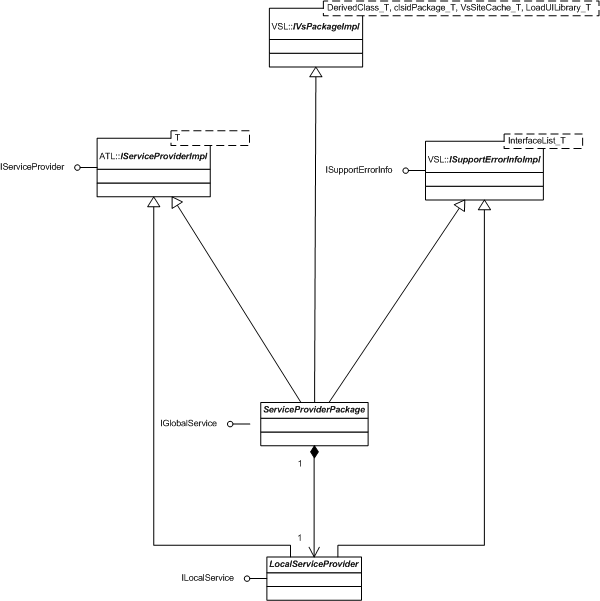 DerivedClass_T, clsidPackage_T, VsSiteCache_T, LoadUILibrary_T
VSL::IVsPackageImpl
T
ATL::IServiceProviderImpl
IServiceProvider
InterfaceList_T
VSL::ISupportErrorInfoImpl
ISupportErrorInfo
ServiceProviderPackage
IGlobalService
1
1
LocalServiceProvider
ILocalService